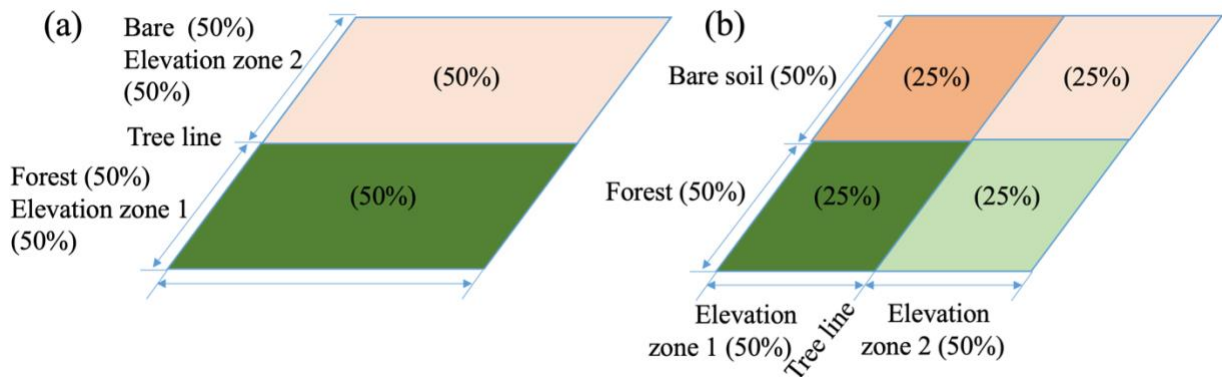 (a)
Bare (50%)
Elevation zone 2
(50%)
(50%)
Tree line
Forest (50%)
Elevation zone 1
(50%)
(50%)
(b)
Bare soil (50%)
(25%)
(25%)
Forest (50%)
(25%)
(25%)
Elevation
zone 1 (50%)
Tree line
Elevation
zone 2 (50%)